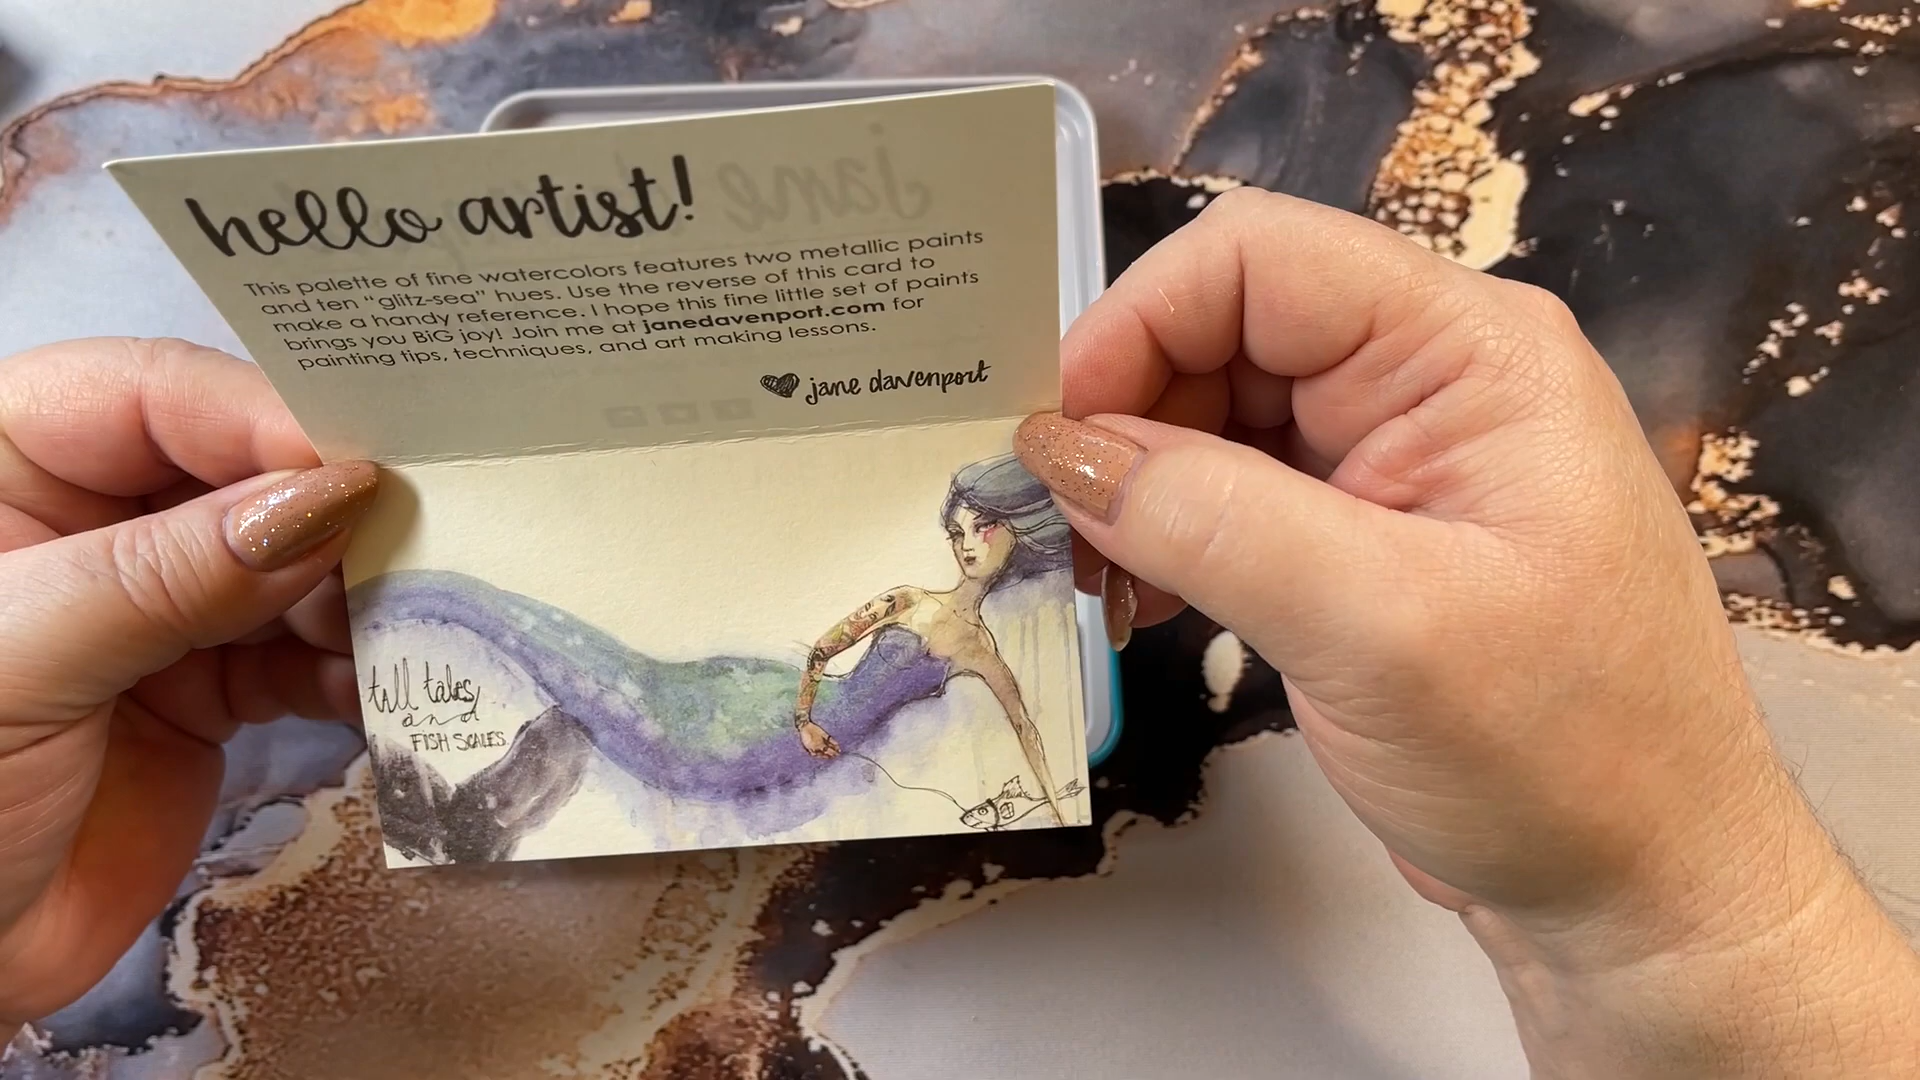 hello artist!
This palette of fine watercolors features two metallic paints
and ten “glitz-sea” hues. Use the reverse of this card to
make a handy reference. I hope this fine little set of paints
brings you BiG joy! Join me at janedavenport.com for
painting tips, techniques, and art making lessons.
jane davenport
tall tales
and
FISH SCALES.
jane